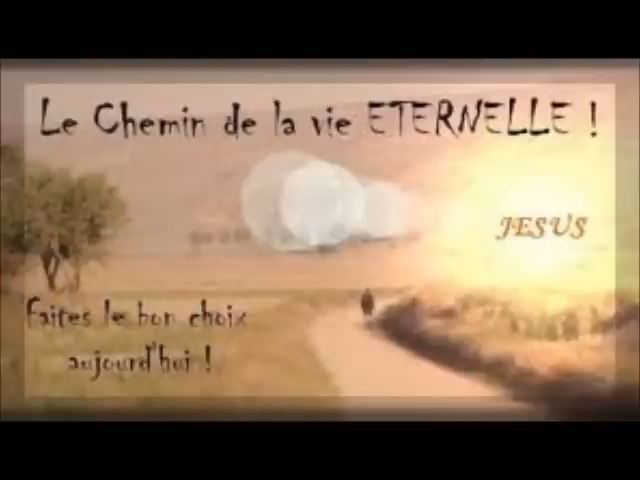 Le Chemin de la vie ETERNELLE !
JESUS
Faites le bon choix
aujourd'hui !